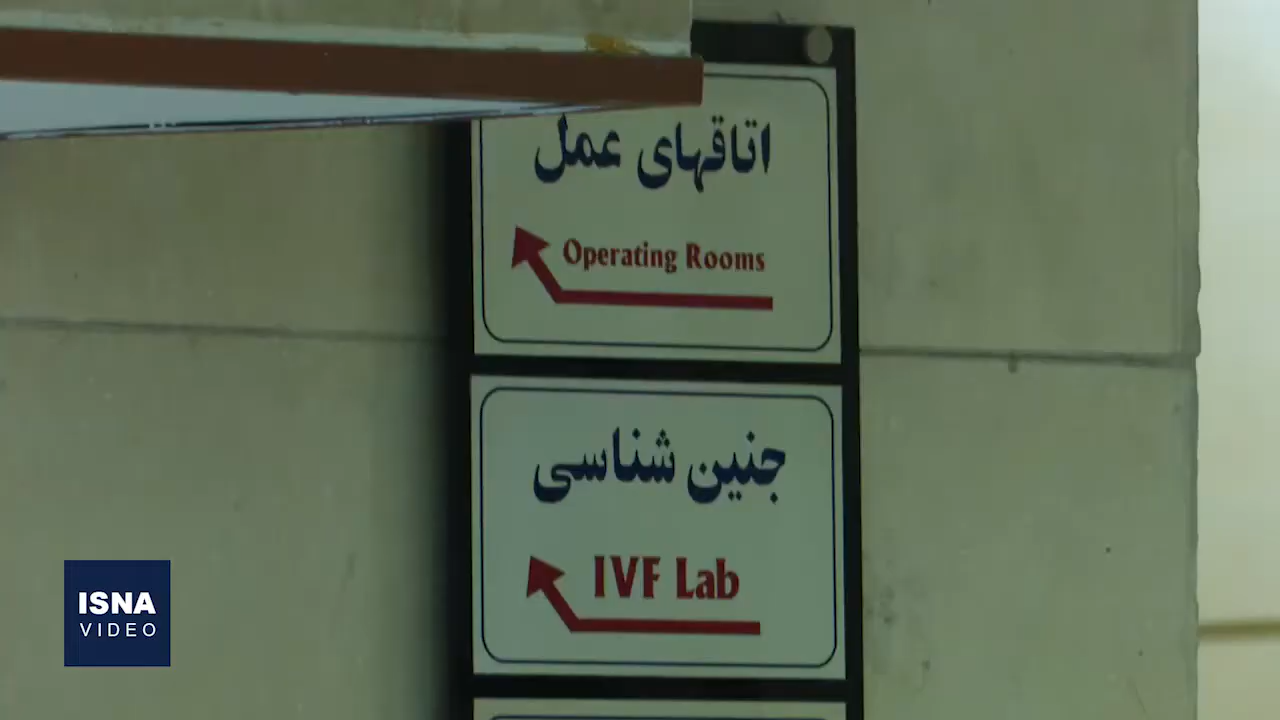 اتاقهای عمل
Operating Rooms
جنین شناسی
IVF Lab
ISNA
VIDEO